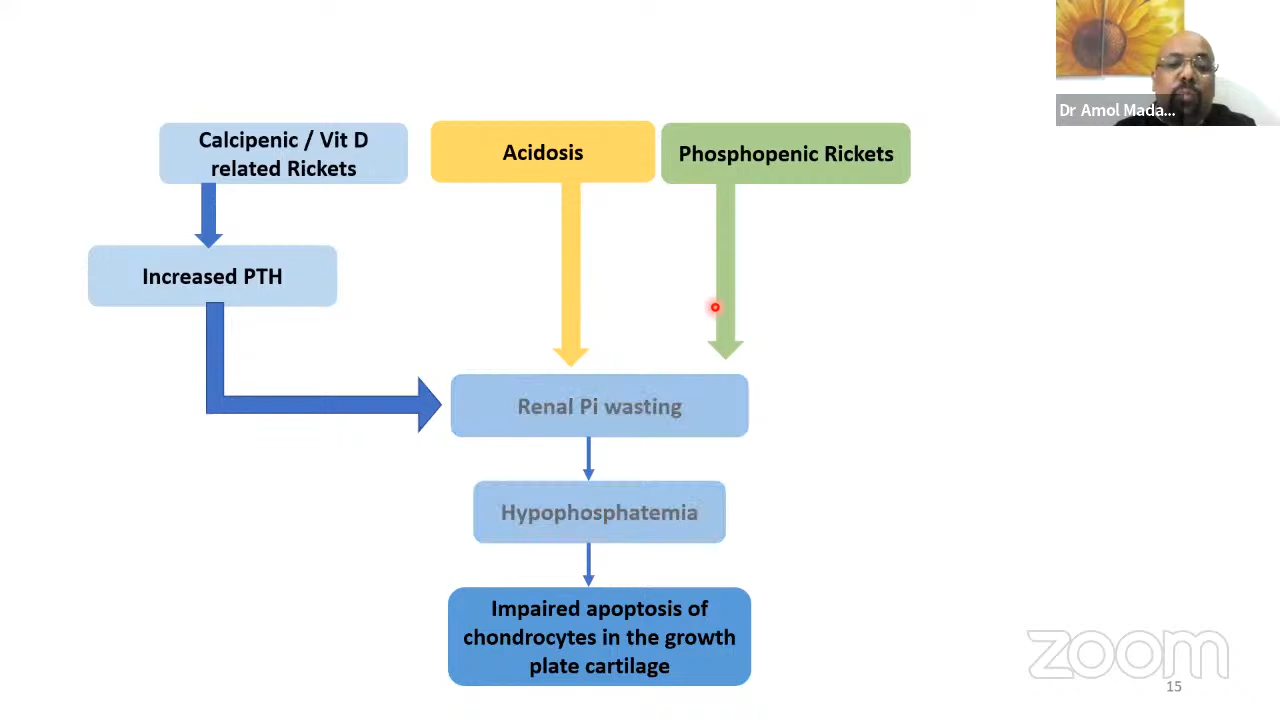 Dr Amol Mada...
Calcipenic / Vit D
related Rickets
Acidosis
Phosphopenic Rickets
Increased PTH
Renal Pi wasting
Hypophosphatemia
Impaired apoptosis of
chondrocytes in the growth
plate cartilage
zoom
15